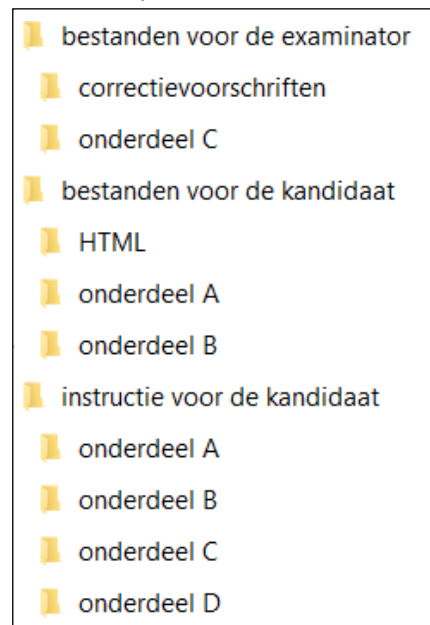 bestanden voor de examinator
correctievoorschriften
onderdeel C
bestanden voor de kandidaat
HTML
onderdeel A
onderdeel B
instructie voor de kandidaat
onderdeel A
onderdeel B
onderdeel C
onderdeel D